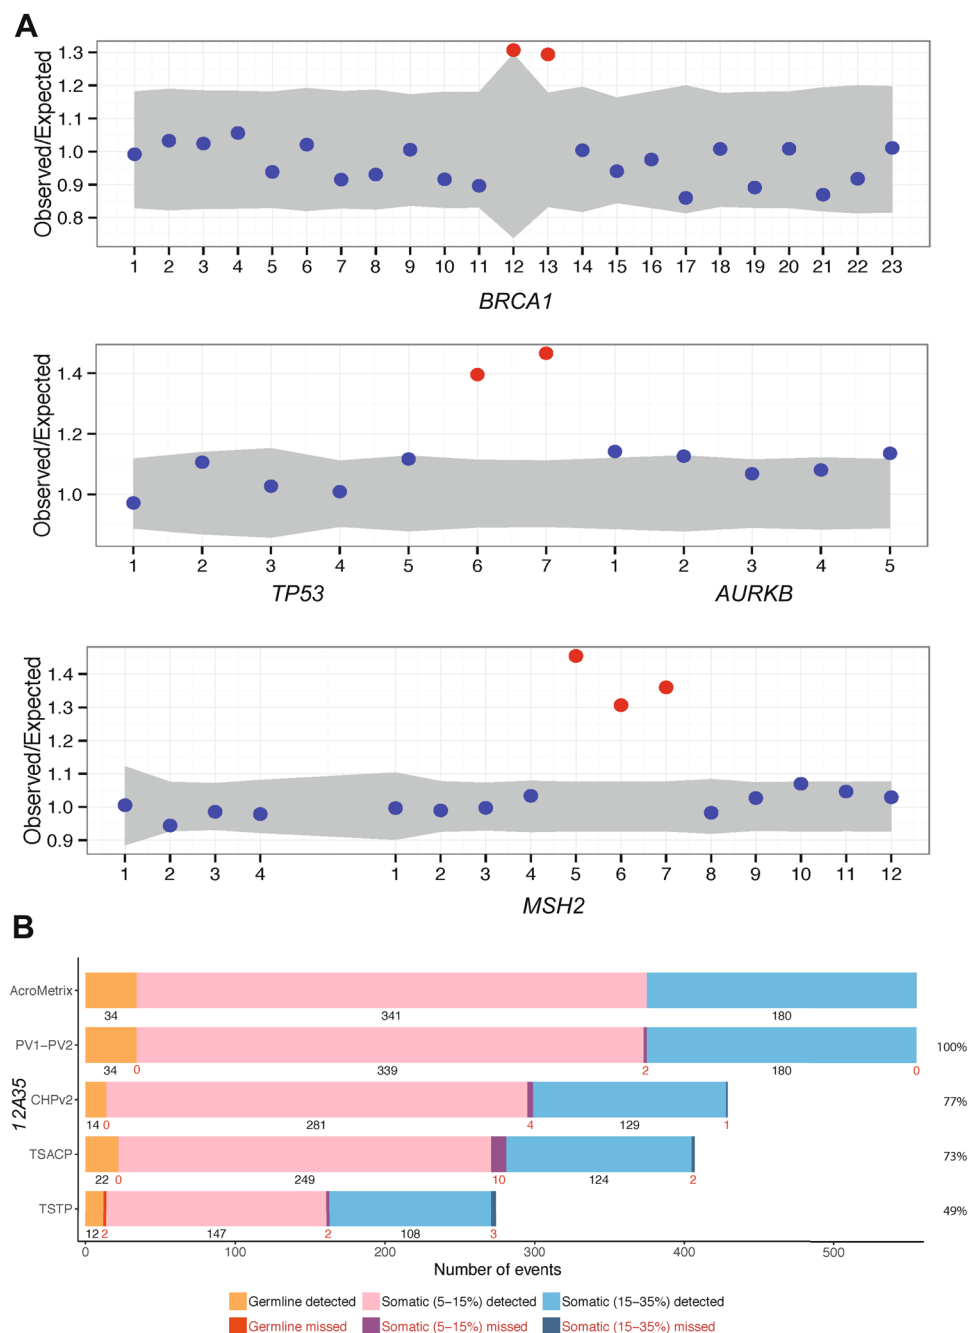 A
Observed/Expected
1.3
1.2
1.1
1.0
0.9
0.8
1 2 3 4 5 6 7 8 9 10 11 12 13 14 15 16 17 18 19 20 21 22 23
BRCA1
Observed/Expected
1.4
1.2
1.0
1 2 3 4 5 6 7 1 2 3 4 5
TP53 AURKB
Observed/Expected
1.4
1.3
1.2
1.1
1.0
0.9
1 2 3 4 1 2 3 4 5 6 7 8 9 10 11 12
MSH2
B
12A35
AcroMetrix
34 341 180
PV1–PV2 100%
34 0 339 2 180 0
CHPv2 77%
14 0 281 4 129 1
TSACP 73%
22 0 249 10 124 2
TSTP 49%
12 2 147 2 108 3
0 100 200 300 400 500
Number of events
Germline detected Somatic (5–15%) detected Somatic (15–35%) detected
Germline missed Somatic (5–15%) missed Somatic (15–35%) missed